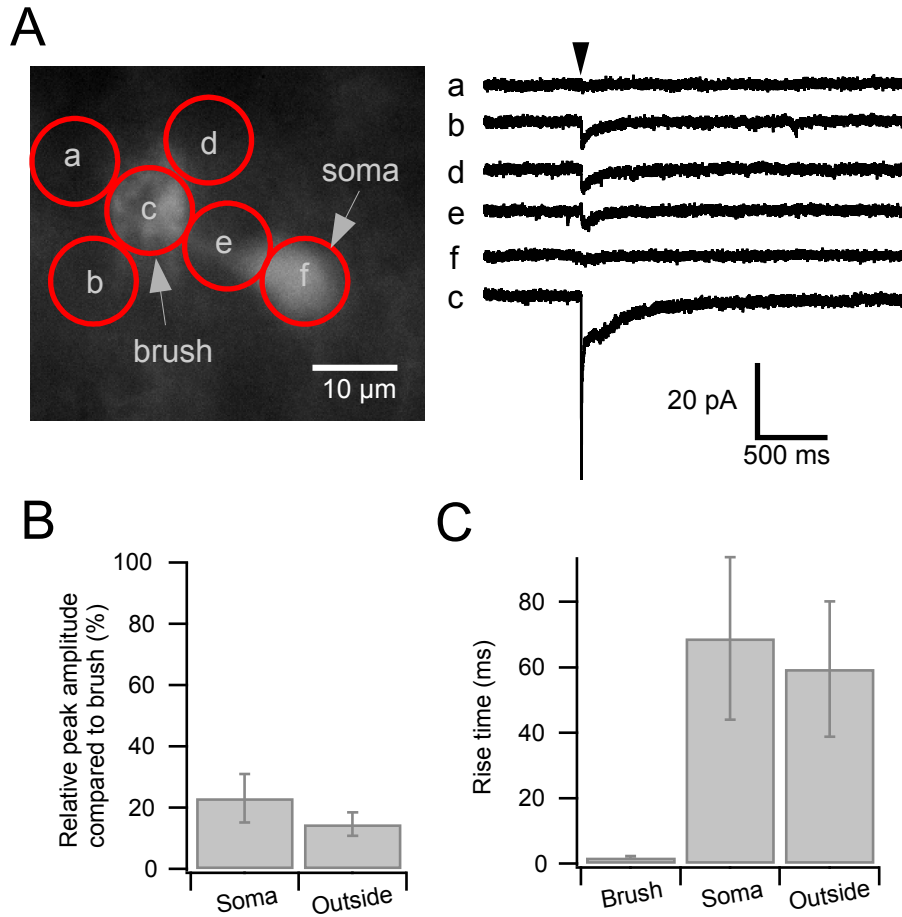 A
a
d
soma
c
e
b
f
brush
10 µm
a
b
d
e
f
c
20 pA
500 ms
B
Relative peak amplitude
compared to brush (%)
100
80
60
40
20
0
Soma
Outside
C
Rise time (ms)
80
60
40
20
0
Brush
Soma
Outside